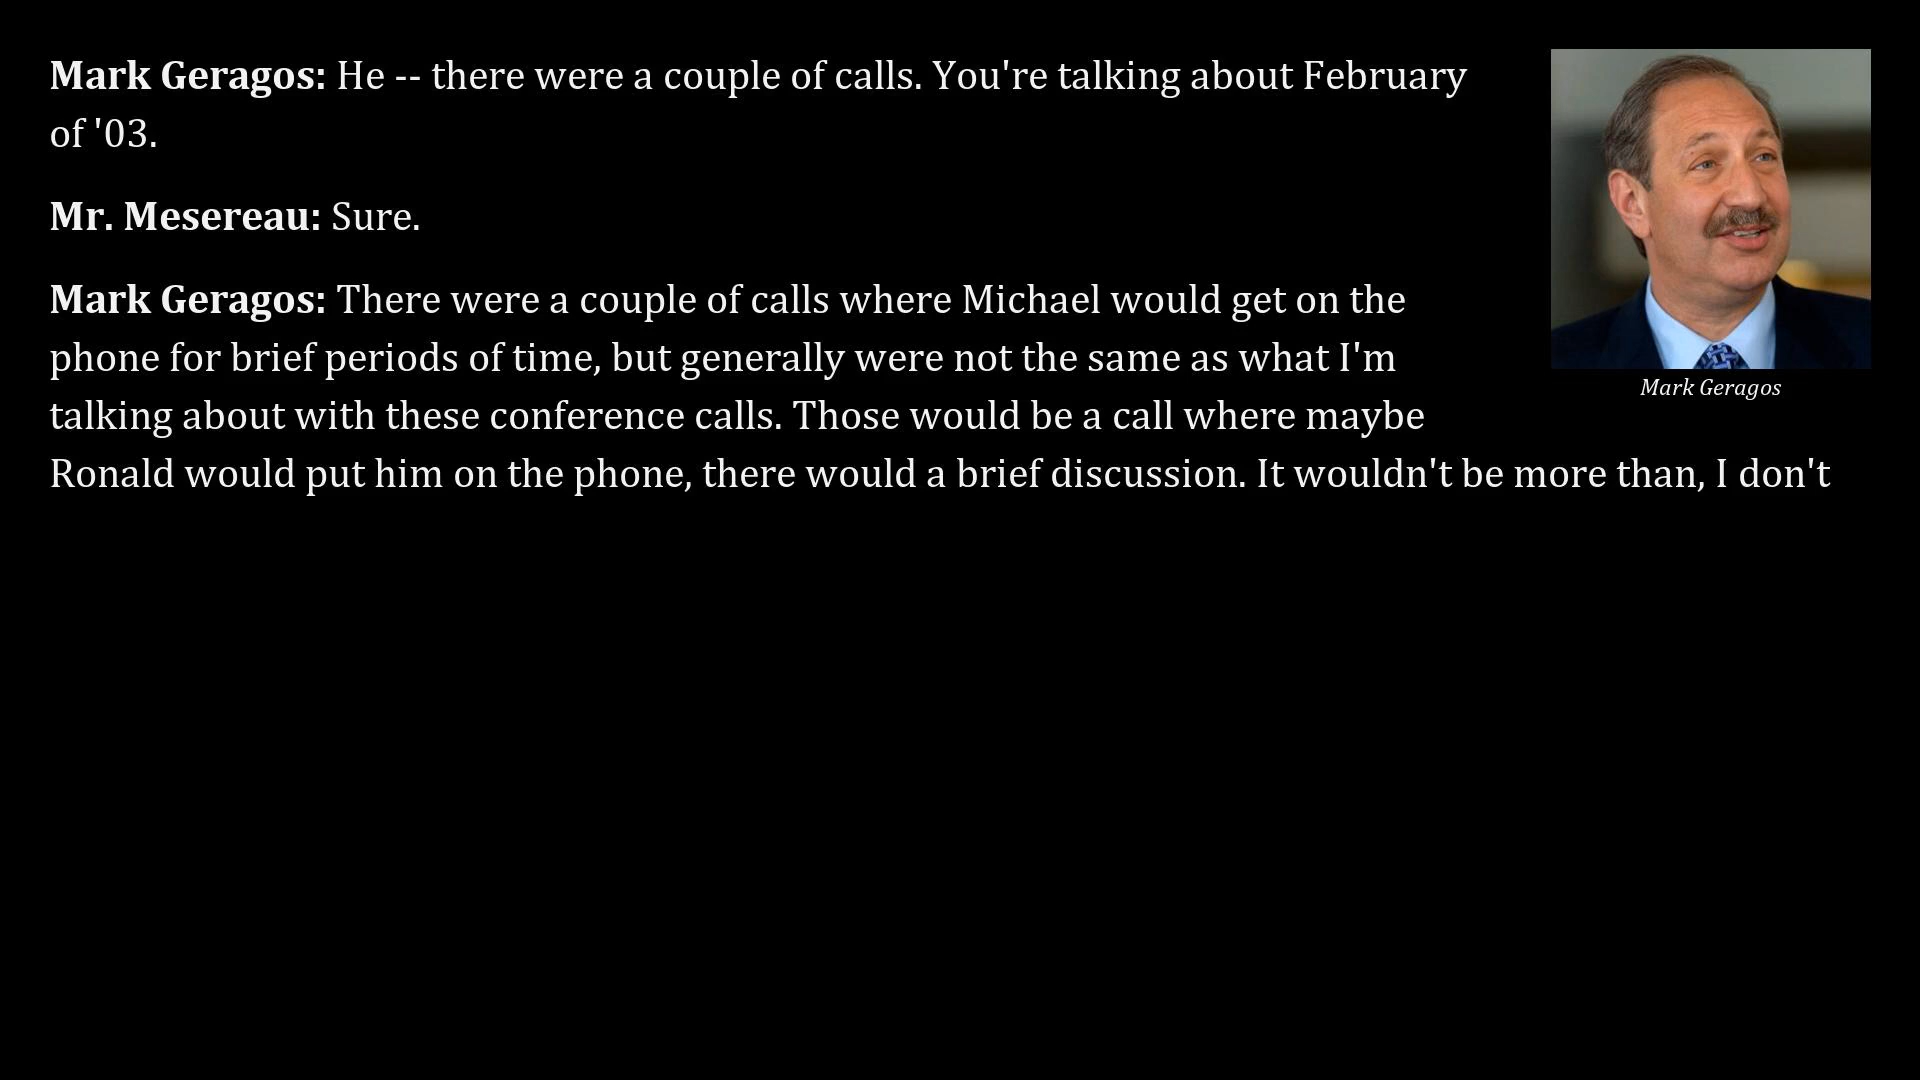 Mark Geragos: He -- there were a couple of calls. You're talking about February
of '03.
Mr. Mesereau: Sure.
Mark Geragos: There were a couple of calls where Michael would get on the
phone for brief periods of time, but generally were not the same as what I'm
talking about with these conference calls. Those would be a call where maybe
Ronald would put him on the phone, there would a brief discussion. It wouldn't be more than, I don't
Mark Geragos